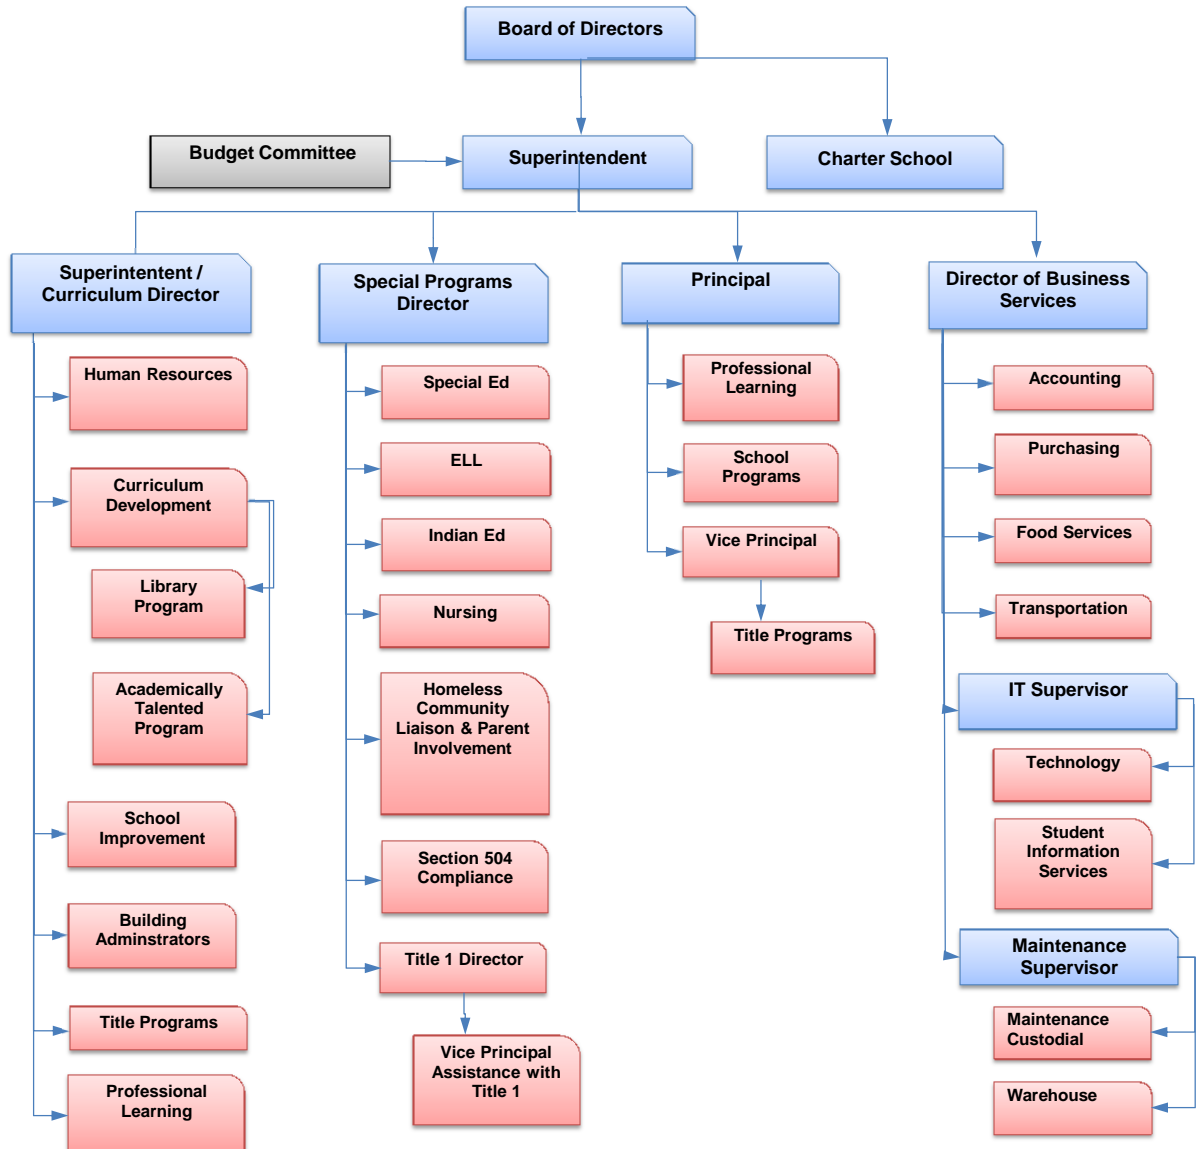 Board of Directors
Budget Committee
Superintendent
Charter School
Superintentent /
Curriculum Director
Special Programs
Director
Principal
Director of Business
Services
Human Resources
Curriculum
Development
Library
Program
Academically
Talented
Program
School
Improvement
Building
Adminstrators
Title Programs
Professional
Learning
Special Ed
ELL
Indian Ed
Nursing
Homeless
Community
Liaison & Parent
Involvement
Section 504
Compliance
Title 1 Director
Vice Principal
Assistance with
Title 1
Professional
Learning
School
Programs
Vice Principal
Title Programs
Accounting
Purchasing
Food Services
Transportation
IT Supervisor
Technology
Student
Information
Services
Maintenance
Supervisor
Maintenance
Custodial
Warehouse